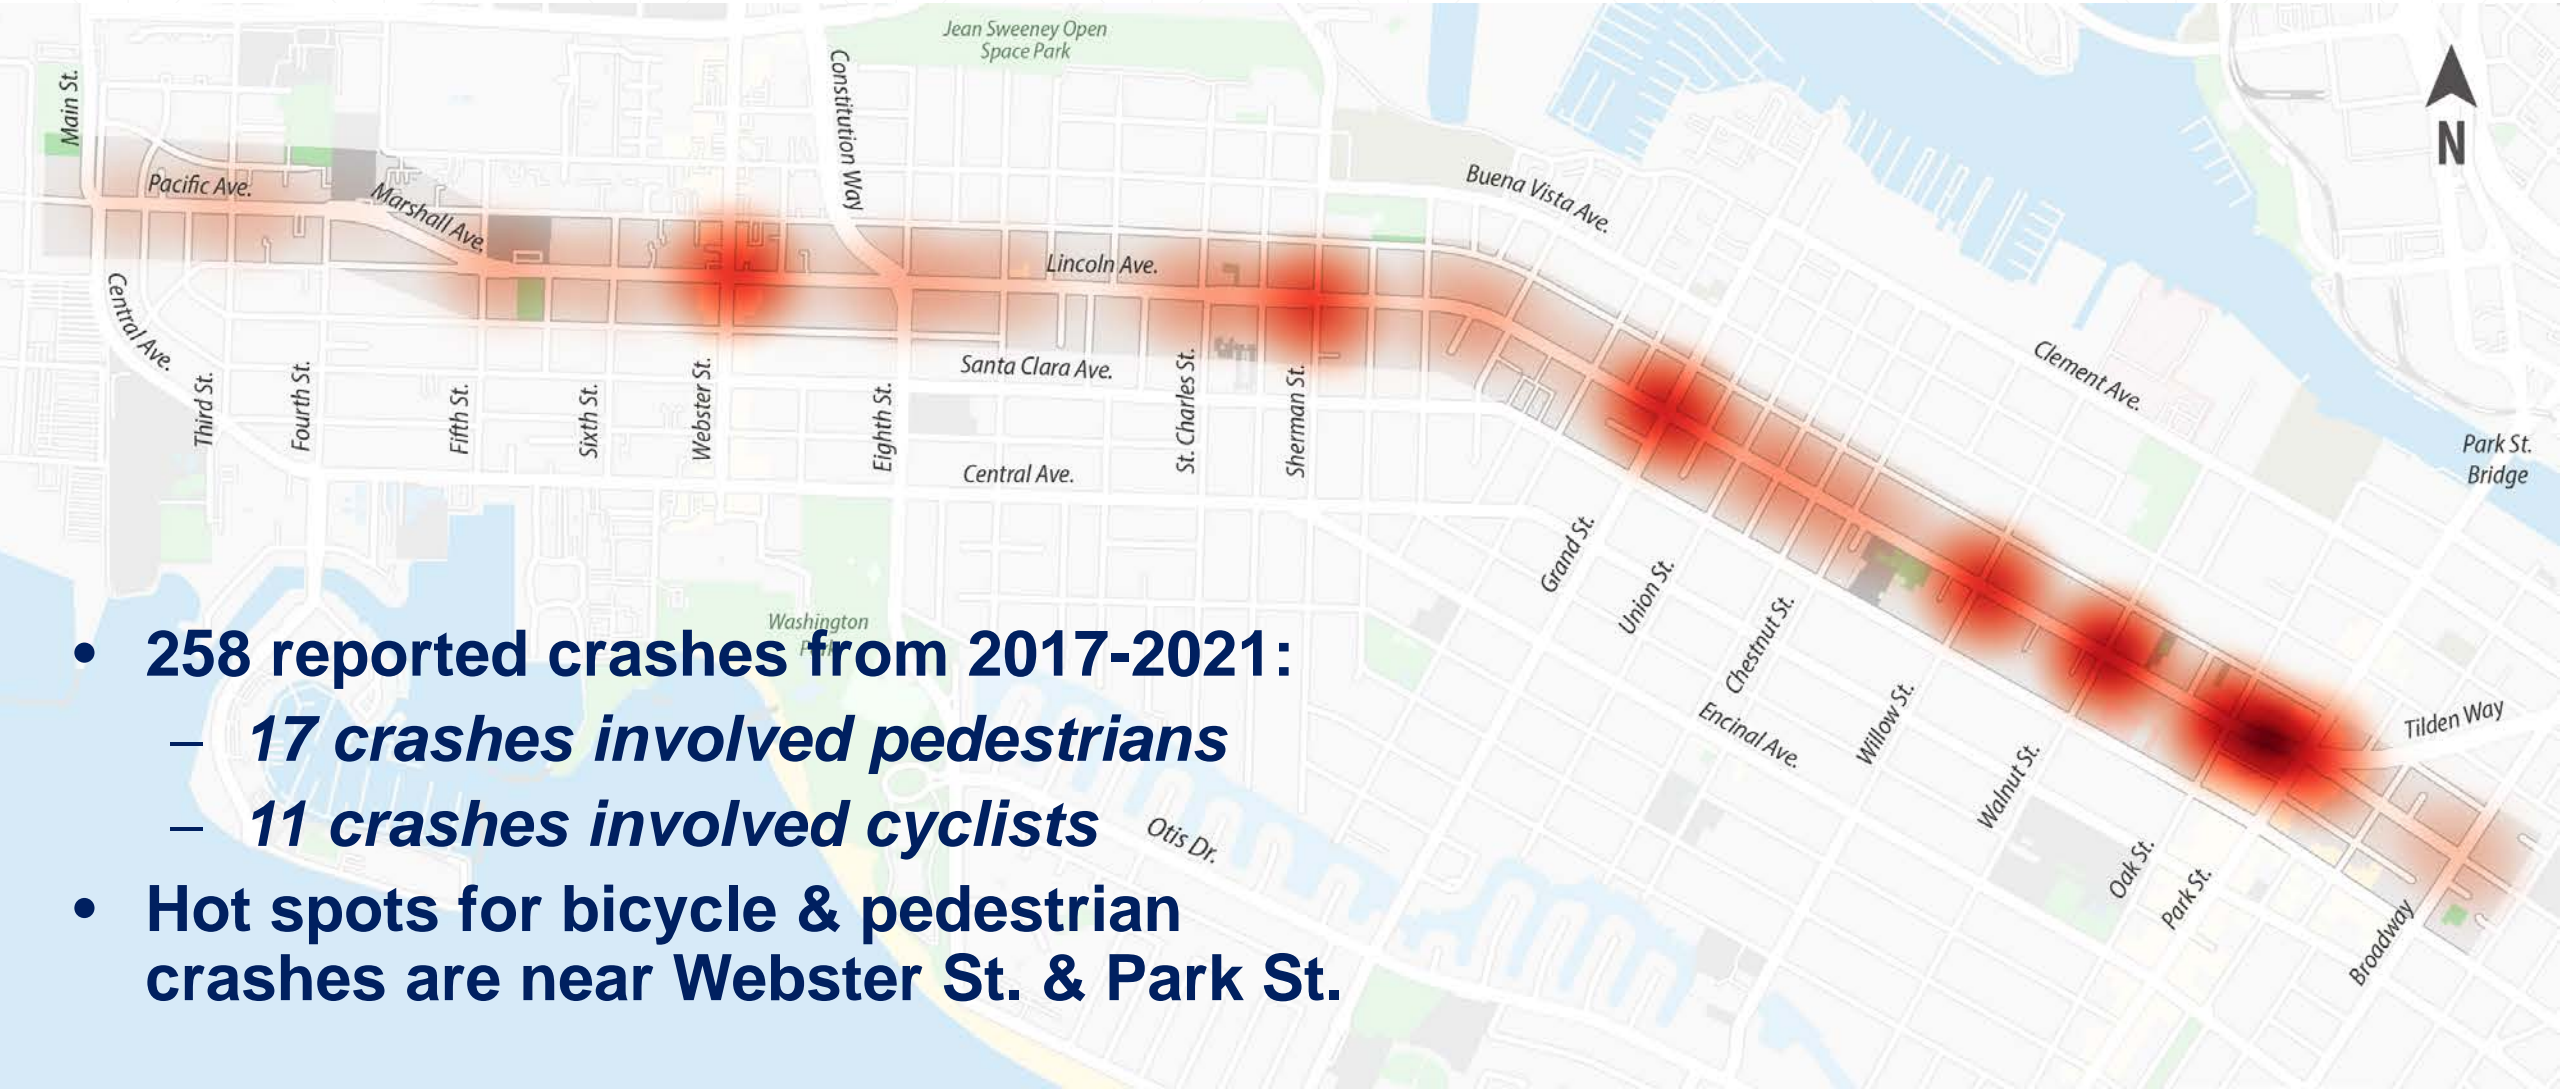 Jean Sweeney Open
Space Park
Main St.
Constitution Way
N
Pacific Ave.
Marshall Ave.
Buena Vista Ave.
Lincoln Ave.
Central Ave.
Santa Clara Ave.
Clement Ave.
Third St.
Fourth St.
Fifth St.
Sixth St.
Webster St.
Eighth St.
St. Charles St.
Sherman St.
Central Ave.
Park St.
Bridge
Grand St.
Union St.
Chestnut St.
Encinal Ave.
Willow St.
Walnut St.
Oak St.
Park St.
Broadway
Tilden Way
Washington
Otis Dr.
• 258 reported crashes from 2017-2021:
– 17 crashes involved pedestrians
– 11 crashes involved cyclists
• Hot spots for bicycle & pedestrian
crashes are near Webster St. & Park St.